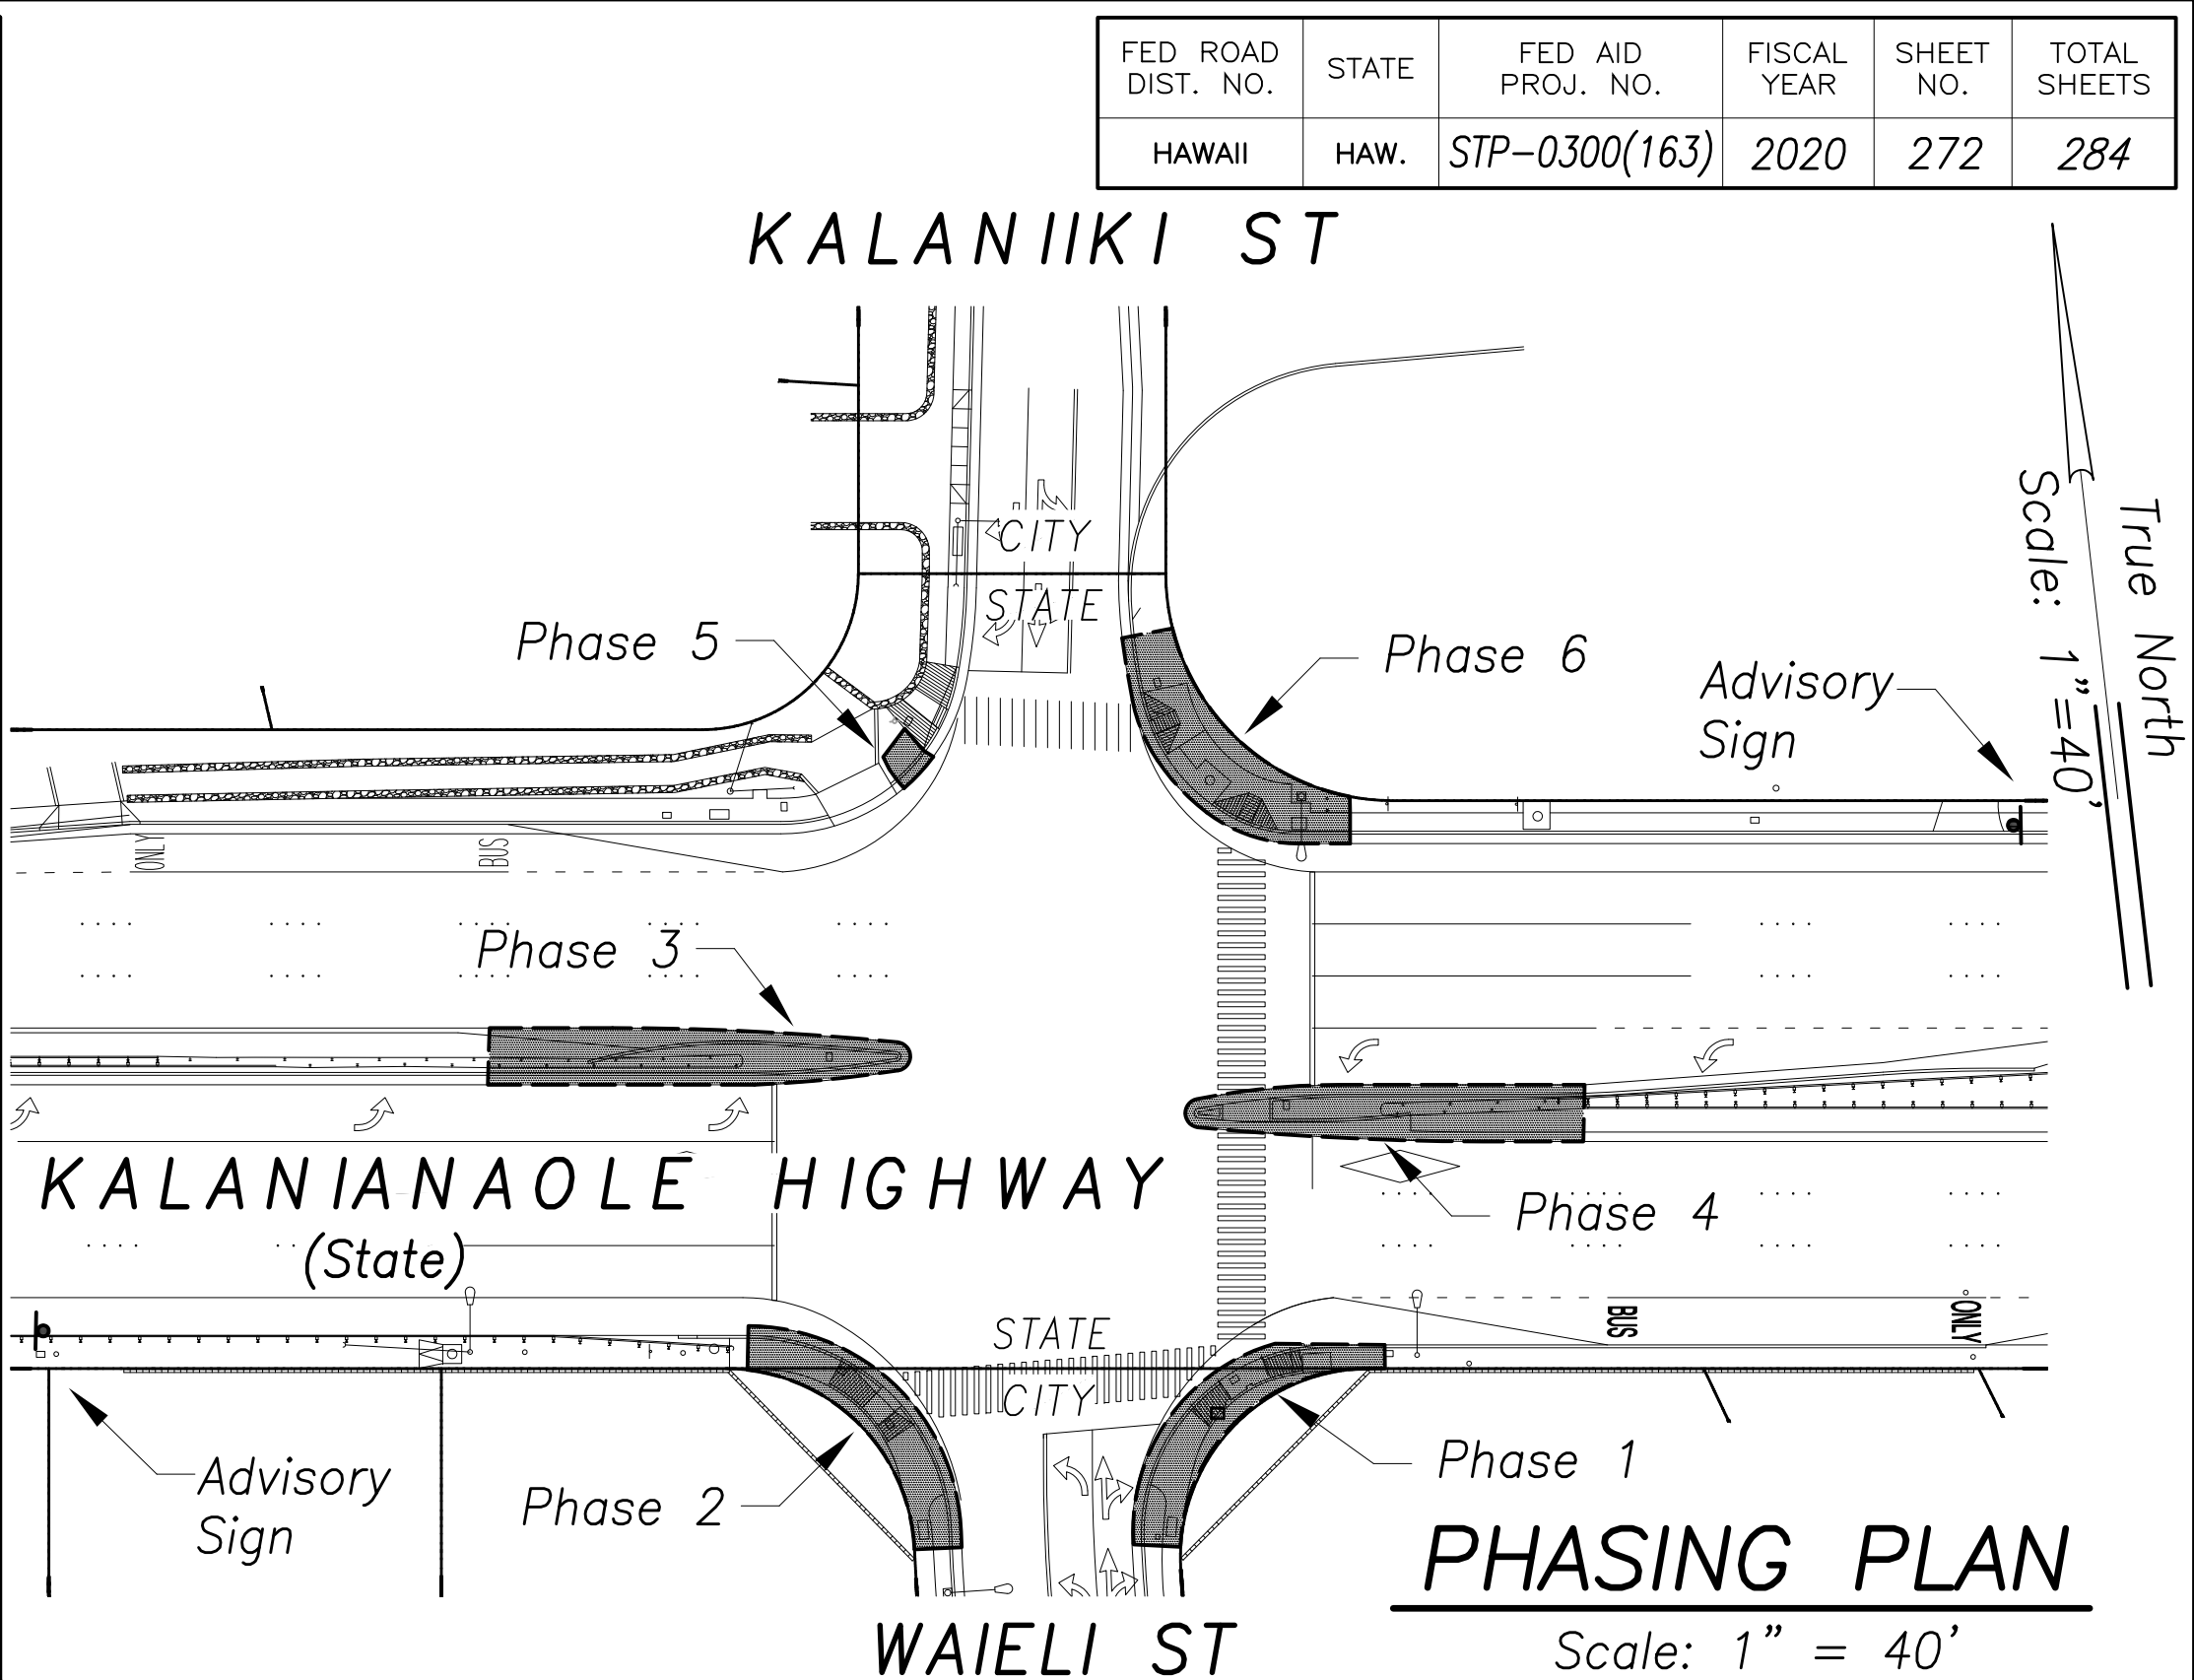 FED ROAD DIST. NO.
STATE
FED AID PROJ. NO.
FISCAL YEAR
SHEET NO.
TOTAL SHEETS
HAWAII
HAW.
STP-0300(163)
2020
272
284
KALANIIKI ST
True North
Scale: 1"=40'
CITY
STATE
Phase 5
Phase 6
Advisory
Sign
ONLY
BUS
Phase 3
KALANIANAOLE HIGHWAY
(State)
Phase 4
STATE
CITY
BUS
ONLY
Advisory
Sign
Phase 2
Phase 1
WAIELI ST
PHASING PLAN
Scale: 1" = 40'